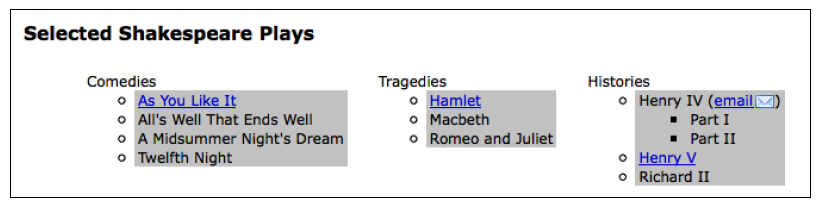 Selected Shakespeare Plays
Comedies
As You Like It
All's Well That Ends Well
A Midsummer Night's Dream
Twelfth Night
Tragedies
Hamlet
Macbeth
Romeo and Juliet
Histories
Henry IV (email)
Part I
Part II
Henry V
Richard II